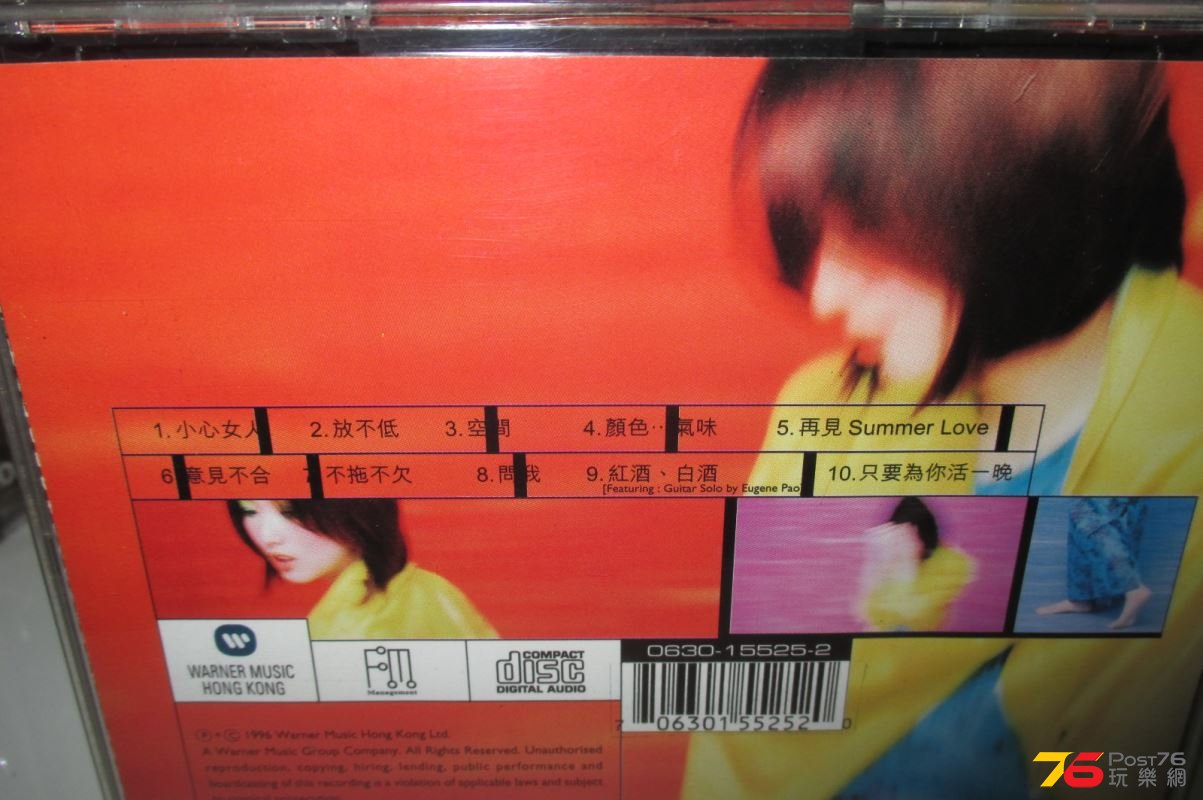 1. 小心女人 2. 放不低 3. 空間 4. 顏色‥氣味 5. 再見 Summer Love
6 意見不合 7 不拖不欠 8. 問我 9. 紅酒、白酒 10. 只要為你活一晚
[Featuring : Guitar Solo by Eugene Pao]
WARNER MUSIC
HONG KONG
Management
COMPACT
disc
DIGITAL AUDIO
0630-15525-2
7 06301 55252 0
Ⓟ + Ⓒ 1996 Warner Music Hong Kong Ltd.
A Warner Music Group Company. All Rights Reserved. Unauthorised
reproduction, copying, hiring, lending, public performance and
broadcasting of this recording is a violation of applicable laws and subject
76 Post76
玩樂網